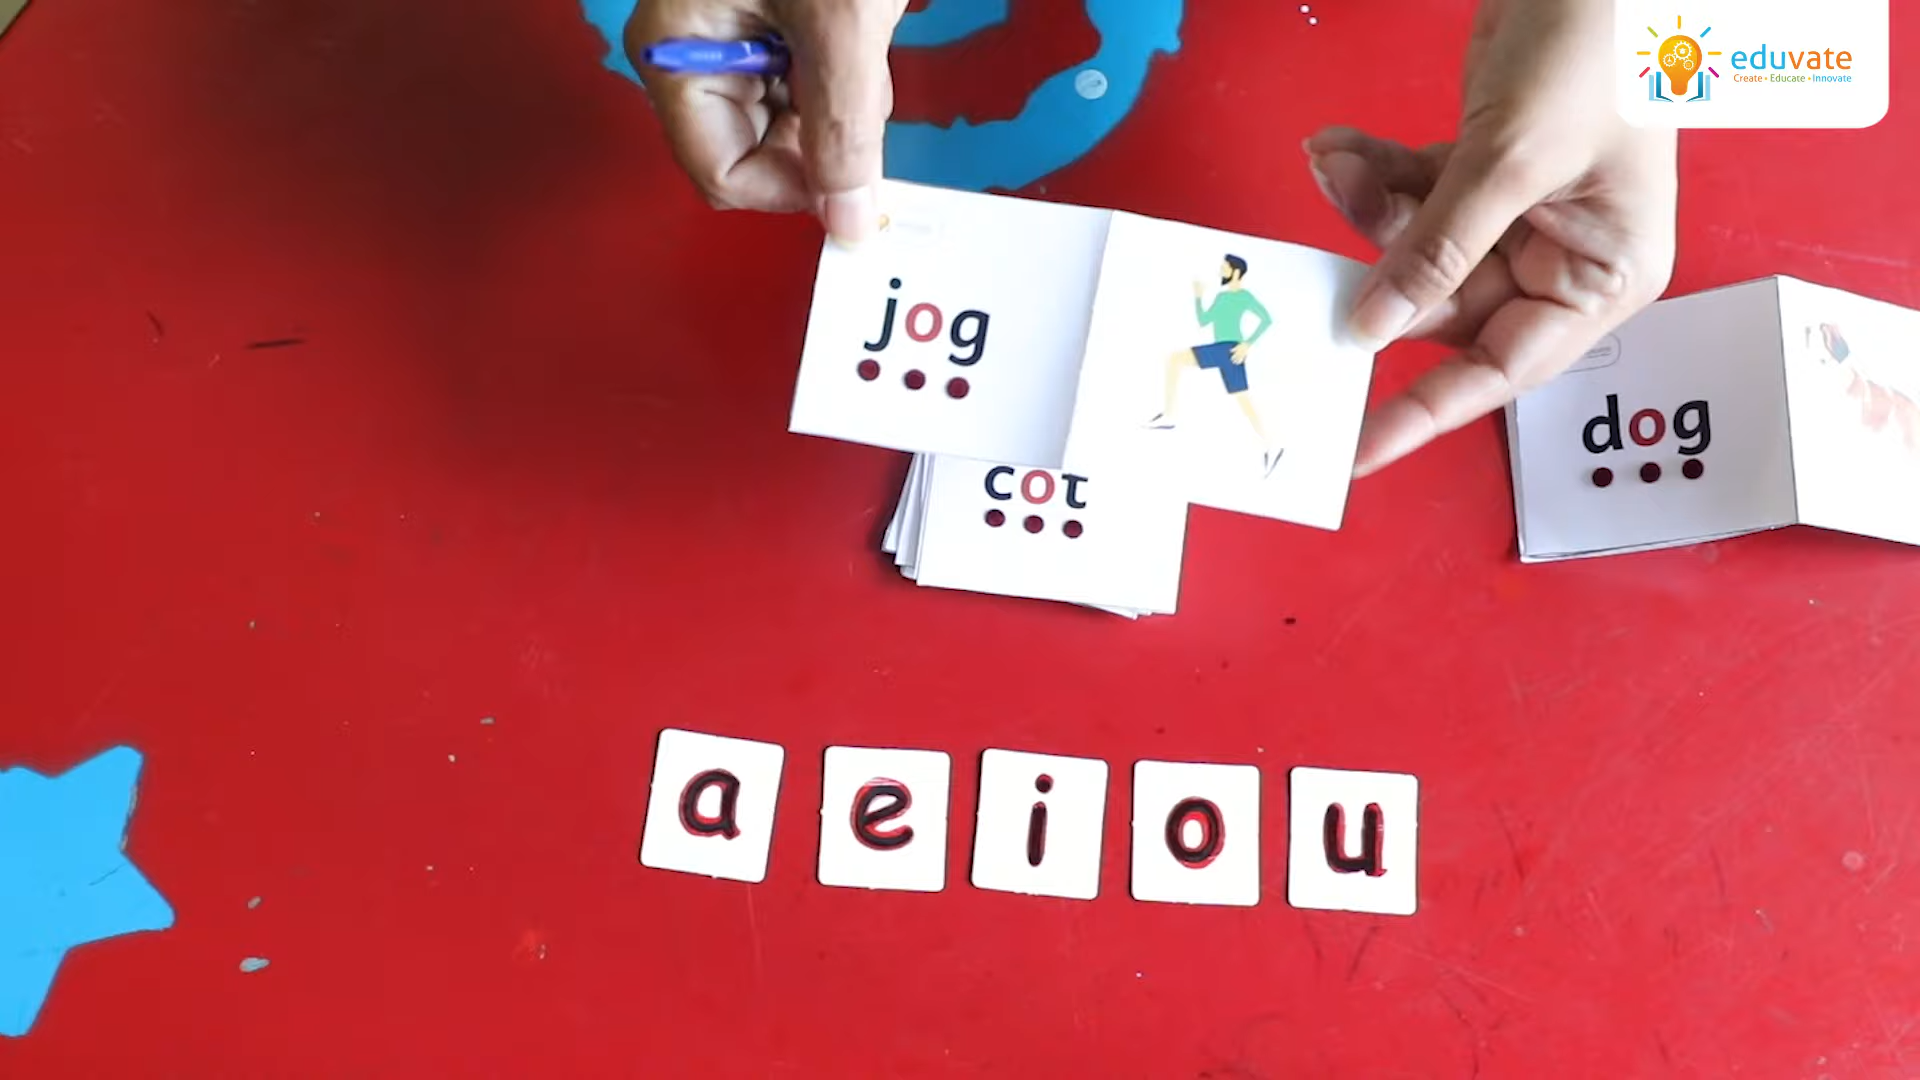 eduvate
Create • Educate • Innovate
jog
dog
cot
a e i o u